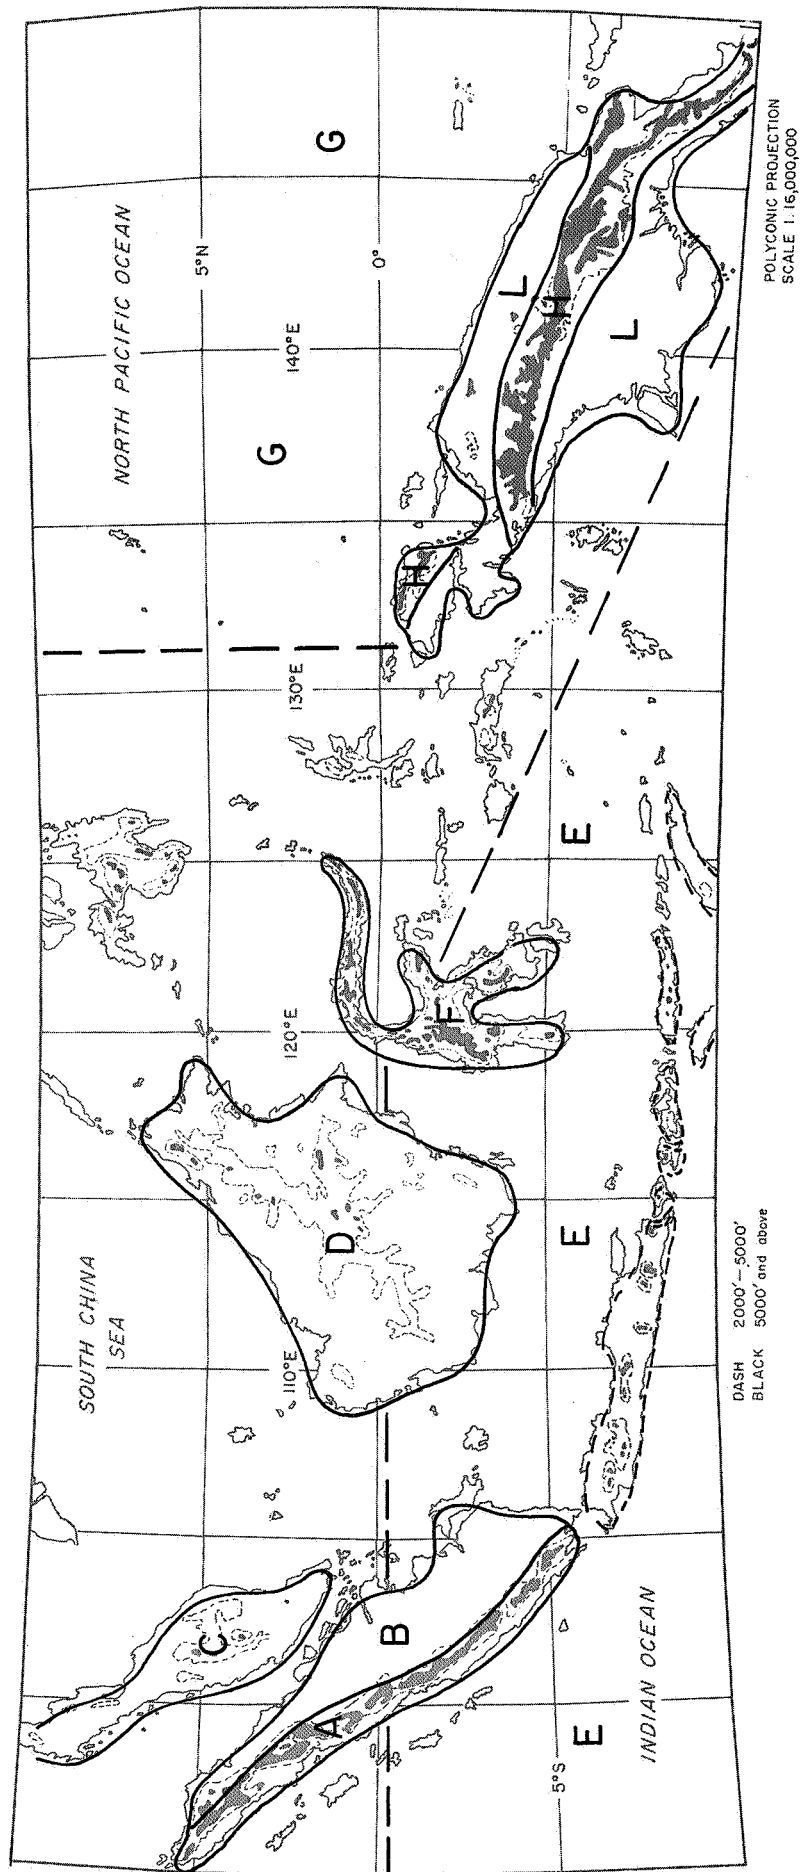 NORTH PACIFIC OCEAN
SOUTH CHINA
SEA
INDIAN OCEAN
5°N
0°
5°S
110°E
120°E
130°E
140°E
A
B
C
D
E
E
E
F
G
G
H
H
L
L
DASH 2000'–5000'
BLACK 5000' and above
POLYCONIC PROJECTION
SCALE 1:16,000,000